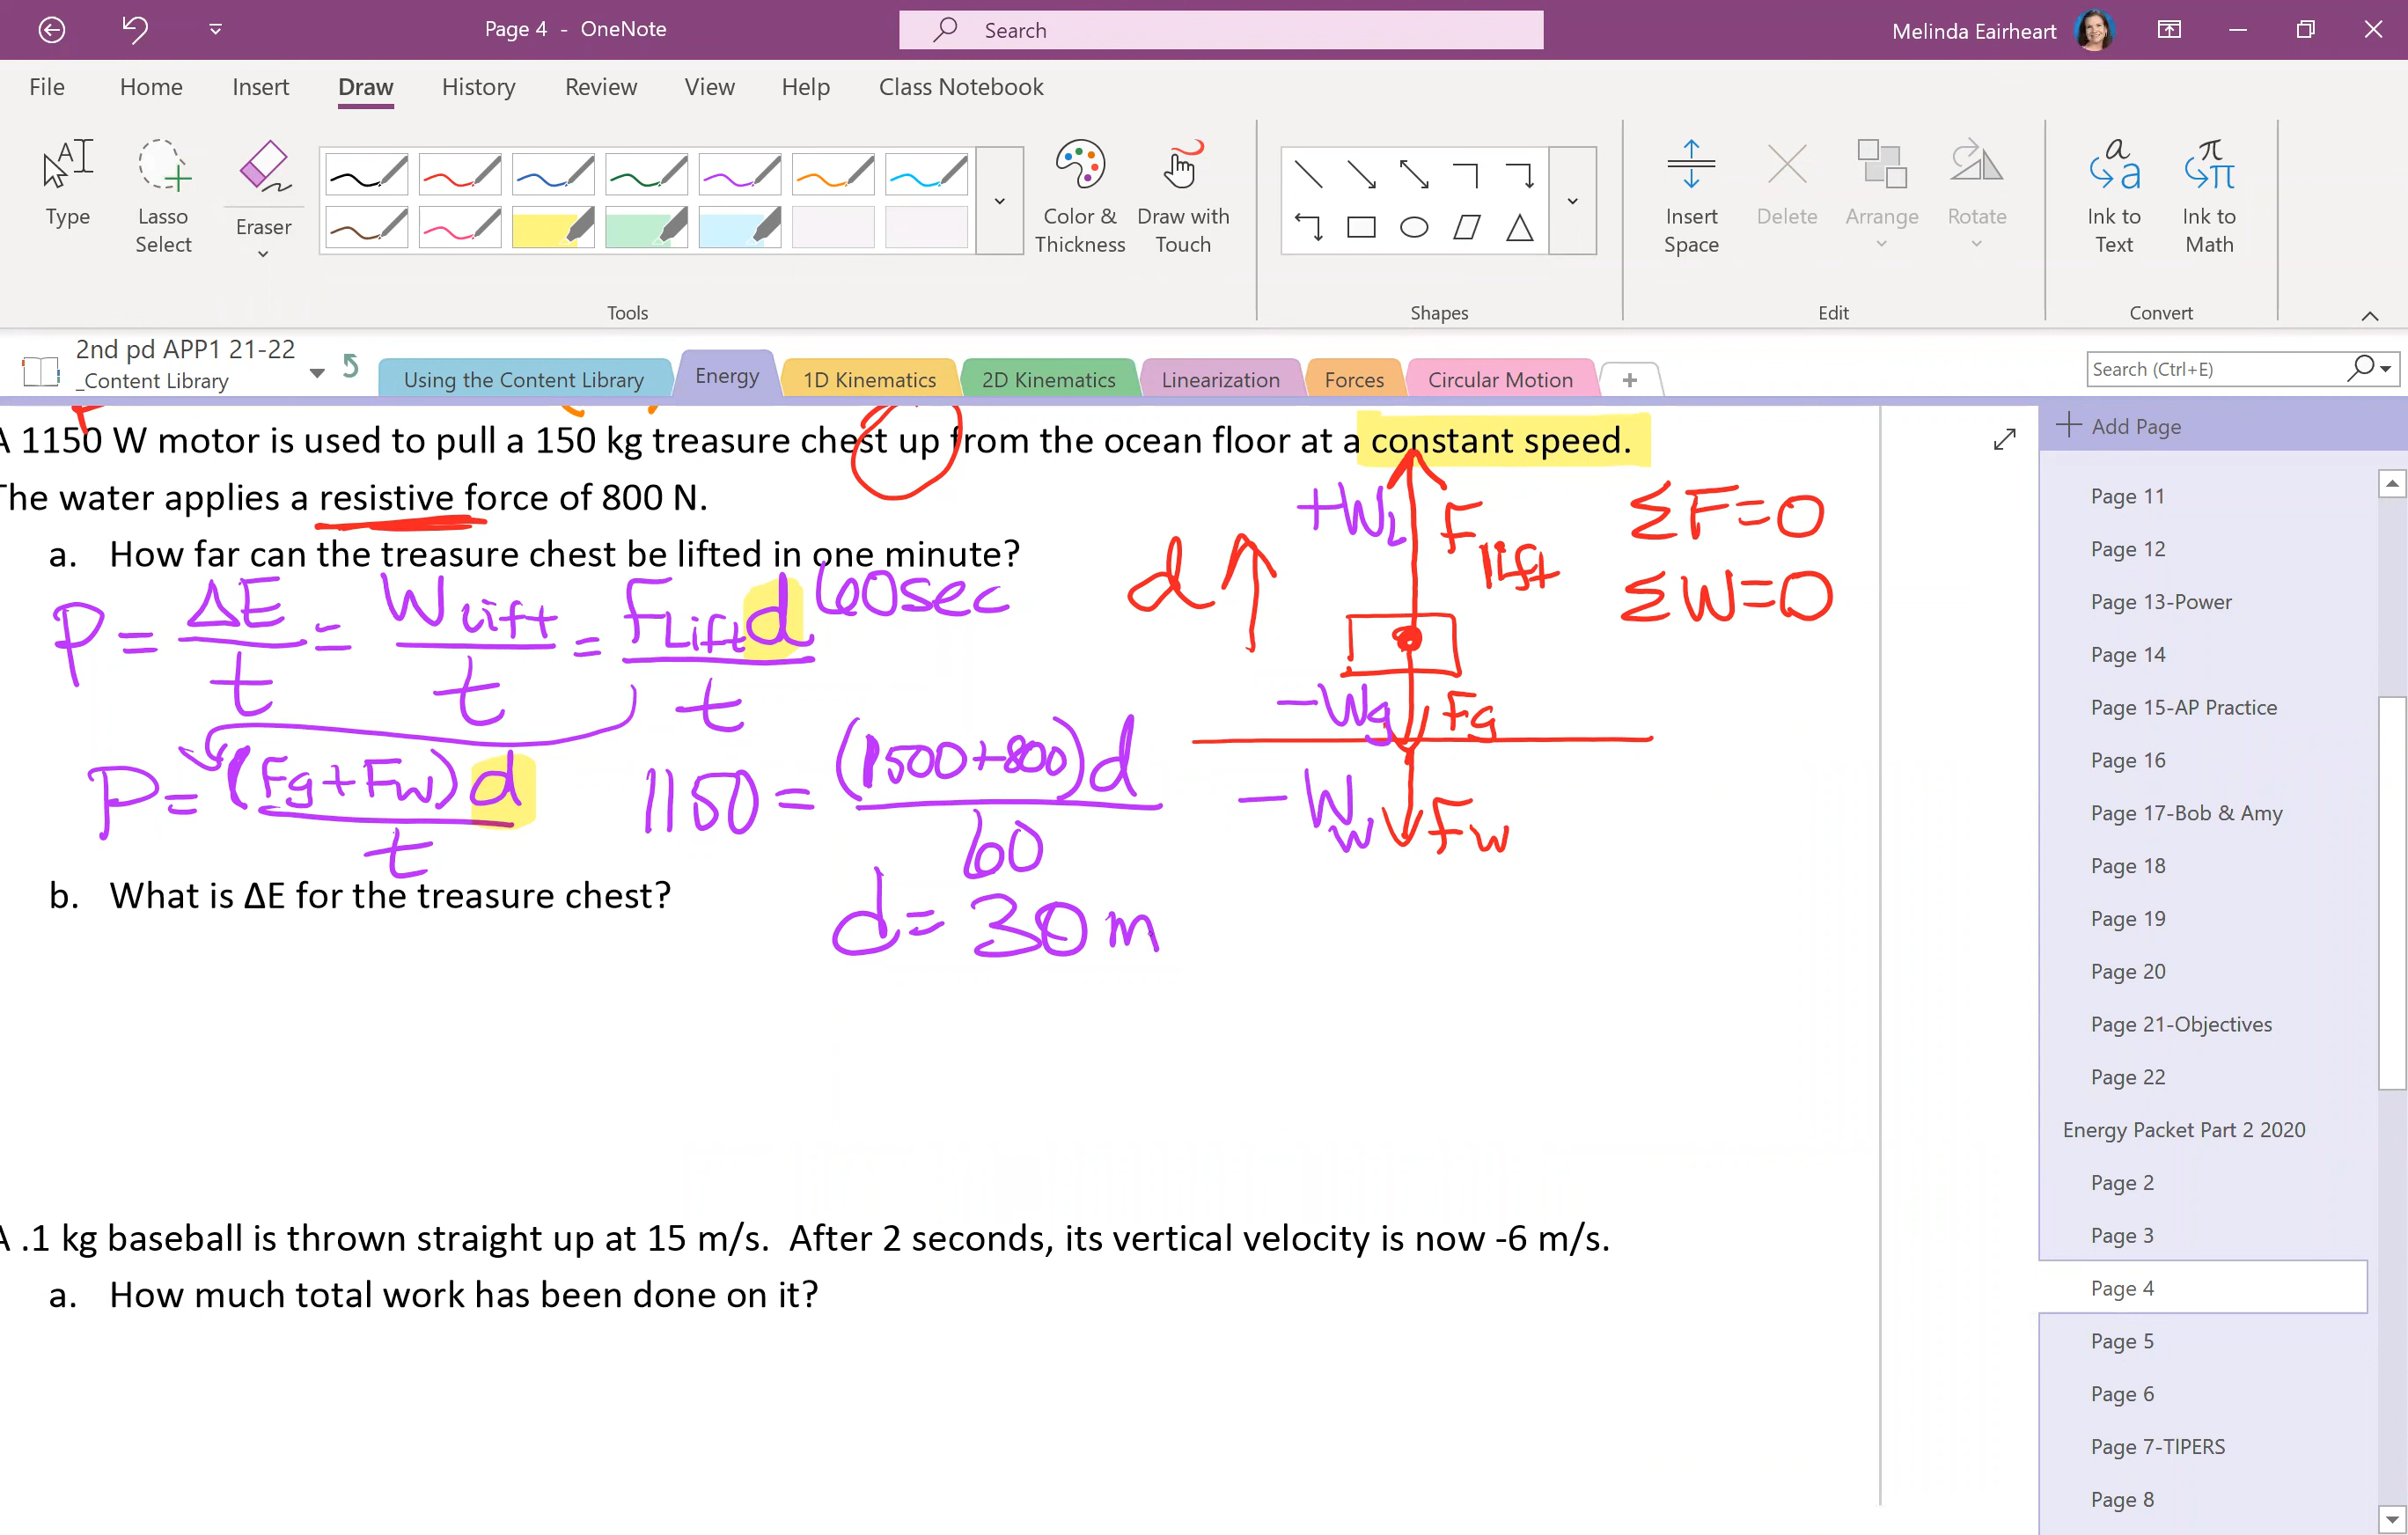 Page 4 - OneNote
Search
Melinda Eairheart
File Home Insert Draw History Review View Help Class Notebook
Type
Lasso Select
Eraser
Color & Thickness
Draw with Touch
Insert Space
Delete
Arrange
Rotate
Ink to Text
Ink to Math
Tools
Shapes
Edit
Convert
2nd pd APP1 21-22
_Content Library
Using the Content Library
Energy
1D Kinematics
2D Kinematics
Linearization
Forces
Circular Motion
Search (Ctrl+E)
A 1150 W motor is used to pull a 150 kg treasure chest up from the ocean floor at a constant speed.
The water applies a resistive force of 800 N.
a. How far can the treasure chest be lifted in one minute?
60sec
P = ΔE/t = W Lift/t = F Lift d/t
P = (Fg + Fw) d/t
1150 = (1500+800)d/60
d = 30 m
d ↑
+WL
F lift
-Wg
Fg
-Ww
Fw
ΣF=0
ΣW=0
b. What is ΔE for the treasure chest?
A .1 kg baseball is thrown straight up at 15 m/s. After 2 seconds, its vertical velocity is now -6 m/s.
a. How much total work has been done on it?
Add Page
Page 11
Page 12
Page 13-Power
Page 14
Page 15-AP Practice
Page 16
Page 17-Bob & Amy
Page 18
Page 19
Page 20
Page 21-Objectives
Page 22
Energy Packet Part 2 2020
Page 2
Page 3
Page 4
Page 5
Page 6
Page 7-TIPERS
Page 8